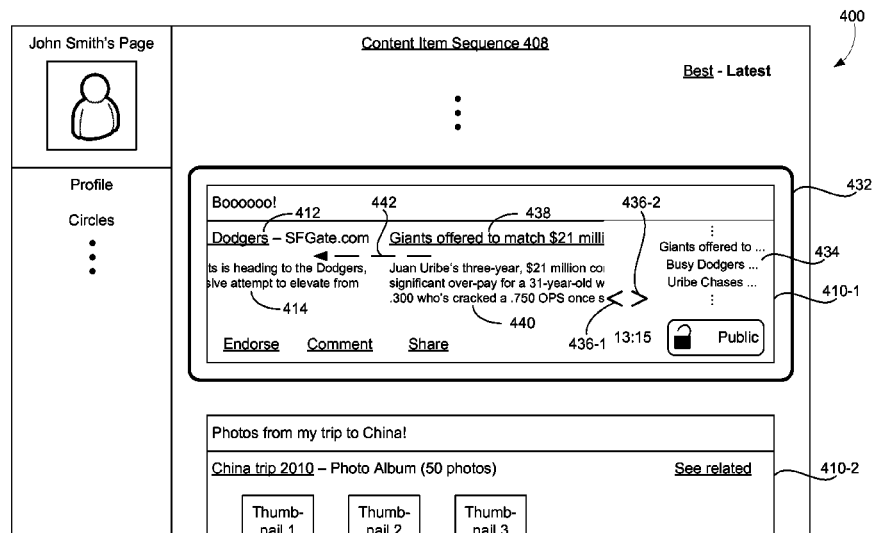 400
John Smith's Page
Content Item Sequence 408
Best - Latest
Profile
Circles
432
Boooooo!
412
442
438
436-2
Dodgers – SFGate.com
Giants offered to match $21 milli
Giants offered to ...
434
Busy Dodgers ...
Uribe Chases ...
ts is heading to the Dodgers,
sive attempt to elevate from
Juan Uribe's three-year, $21 million
significant over-pay for a 31-year-old w
.300 who's cracked a .750 OPS once s
< >
410-1
414
440
436-1
13:15
Public
Endorse Comment Share
Photos from my trip to China!
China trip 2010 – Photo Album (50 photos)
See related
410-2
Thumb-
nail 1
Thumb-
nail 2
Thumb-
nail 3